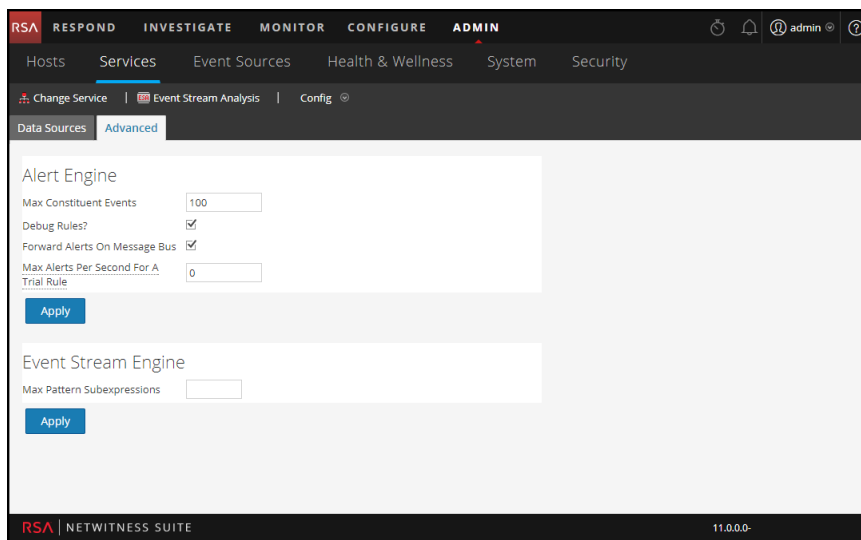 RSA RESPOND INVESTIGATE MONITOR CONFIGURE ADMIN admin
Hosts Services Event Sources Health & Wellness System Security
Change Service | Event Stream Analysis | Config
Data Sources Advanced
Alert Engine
Max Constituent Events 100
Debug Rules?
Forward Alerts On Message Bus
Max Alerts Per Second For A
Trial Rule
0
Apply
Event Stream Engine
Max Pattern Subexpressions
Apply
RSA | NETWITNESS SUITE 11.0.0.0-